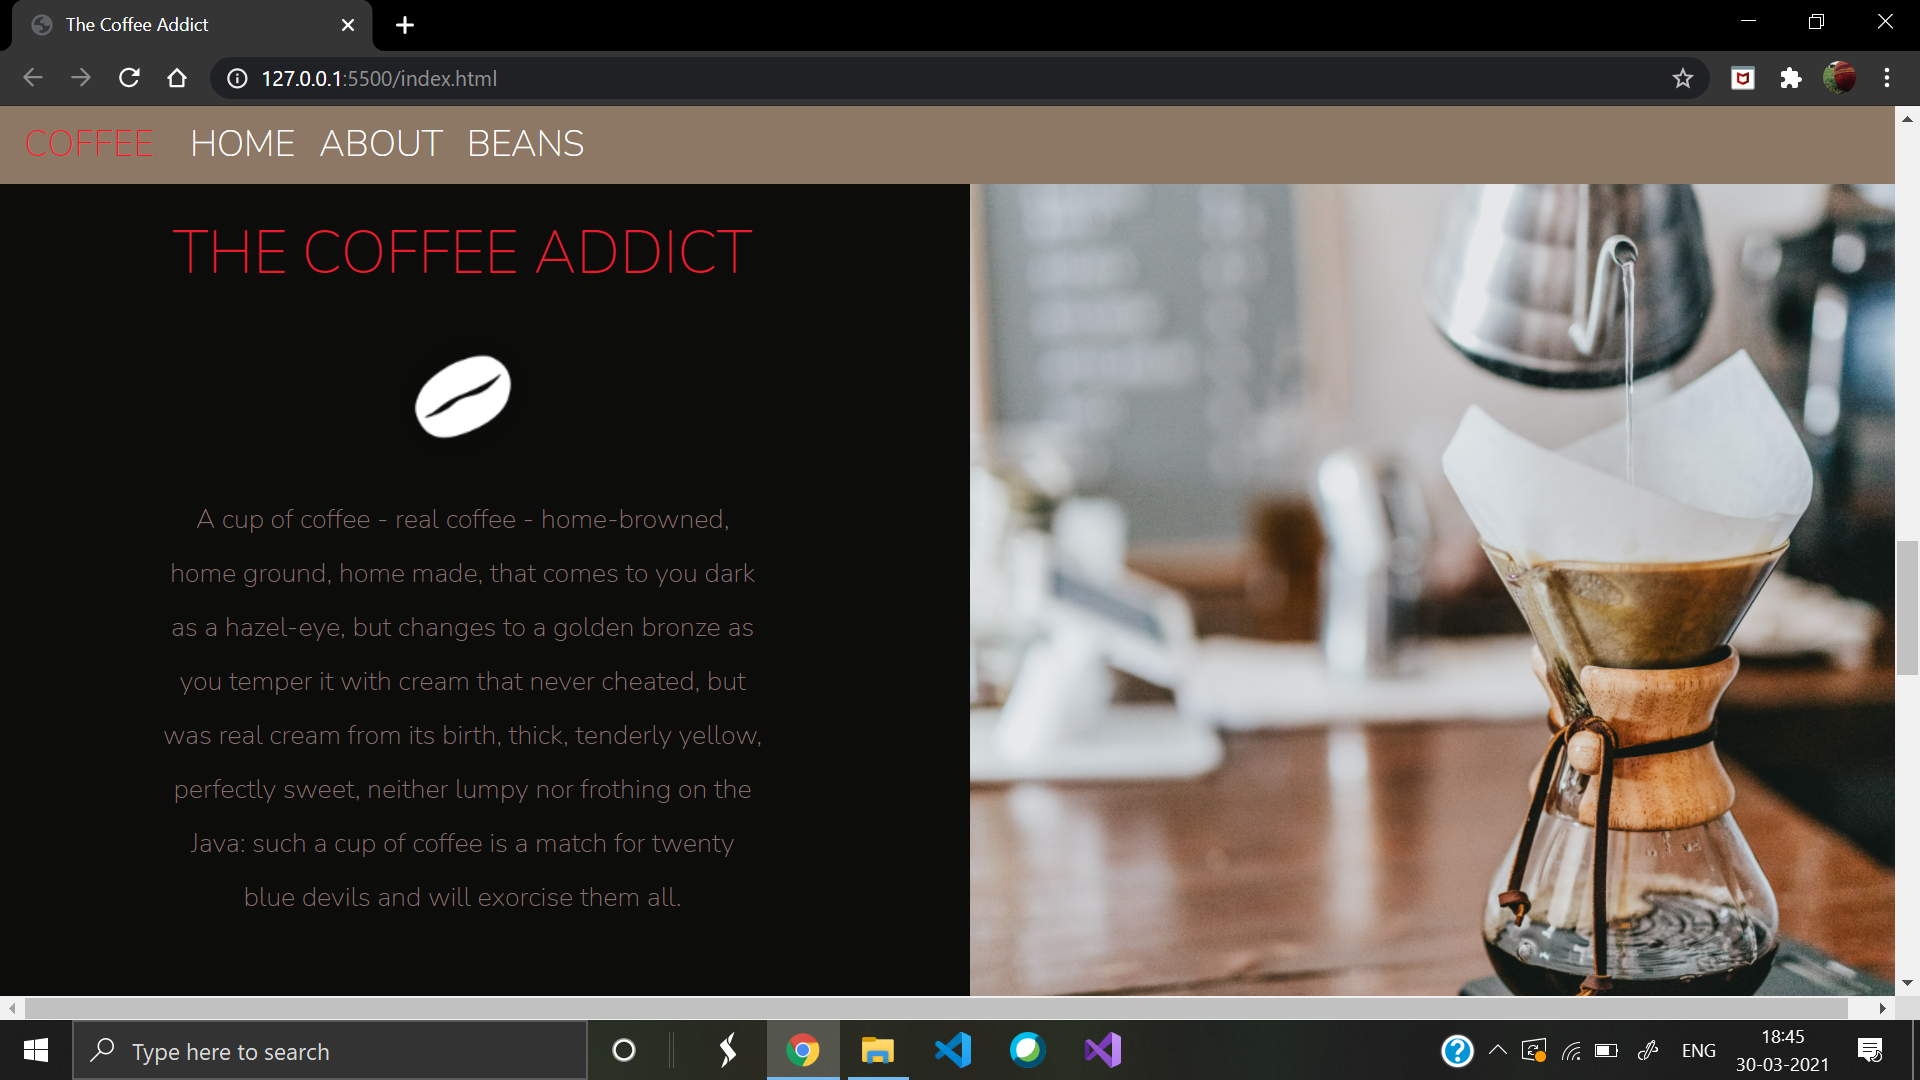 The Coffee Addict
127.0.0.1:5500/index.html
COFFEE HOME ABOUT BEANS
THE COFFEE ADDICT
A cup of coffee - real coffee - home-browned,
home ground, home made, that comes to you dark
as a hazel-eye, but changes to a golden bronze as
you temper it with cream that never cheated, but
was real cream from its birth, thick, tenderly yellow,
perfectly sweet, neither lumpy nor frothing on the
Java: such a cup of coffee is a match for twenty
blue devils and will exorcise them all.
Type here to search
ENG
18:45
30-03-2021